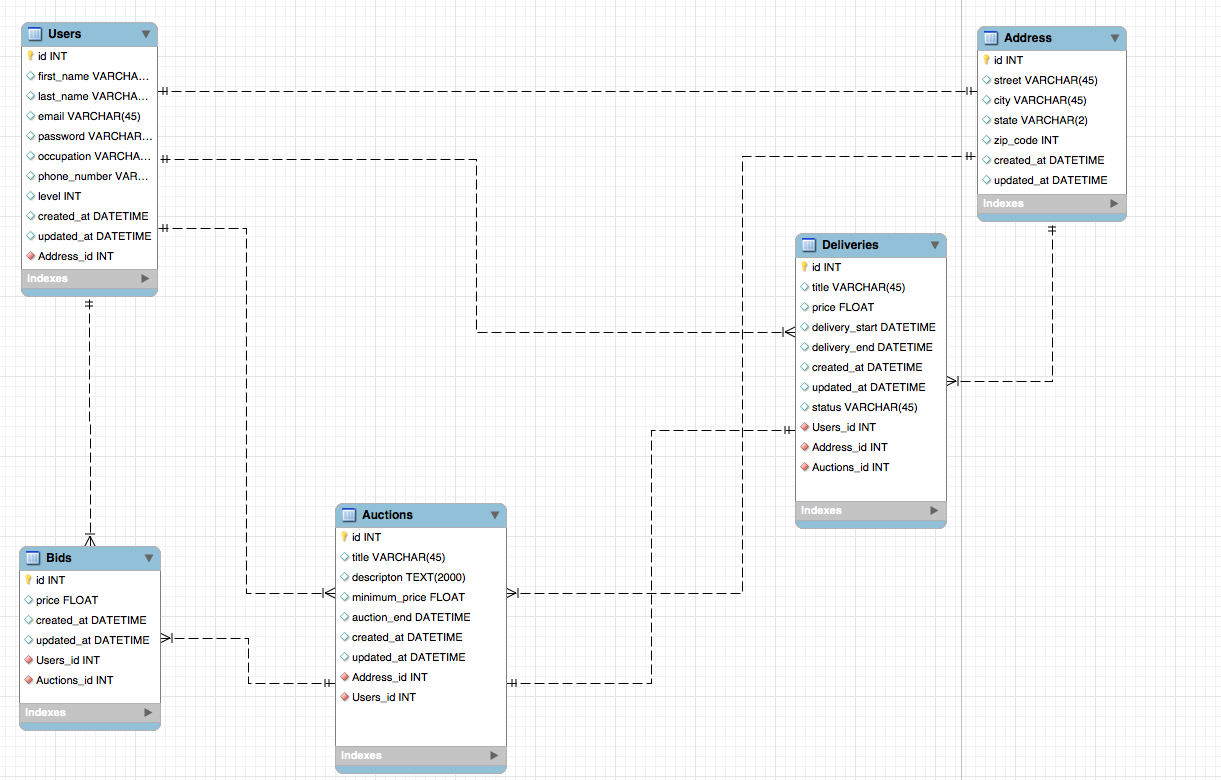 Users
id INT
first_name VARCHA...
last_name VARCHA...
email VARCHAR(45)
password VARCHAR...
occupation VARCHA...
phone_number VAR...
level INT
created_at DATETIME
updated_at DATETIME
Address_id INT
Indexes
Address
id INT
street VARCHAR(45)
city VARCHAR(45)
state VARCHAR(2)
zip_code INT
created_at DATETIME
updated_at DATETIME
Indexes
Deliveries
id INT
title VARCHAR(45)
price FLOAT
delivery_start DATETIME
delivery_end DATETIME
created_at DATETIME
updated_at DATETIME
status VARCHAR(45)
Users_id INT
Address_id INT
Auctions_id INT
Indexes
Auctions
id INT
title VARCHAR(45)
descripton TEXT(2000)
minimum_price FLOAT
auction_end DATETIME
created_at DATETIME
updated_at DATETIME
Address_id INT
Users_id INT
Indexes
Bids
id INT
price FLOAT
created_at DATETIME
updated_at DATETIME
Users_id INT
Auctions_id INT
Indexes